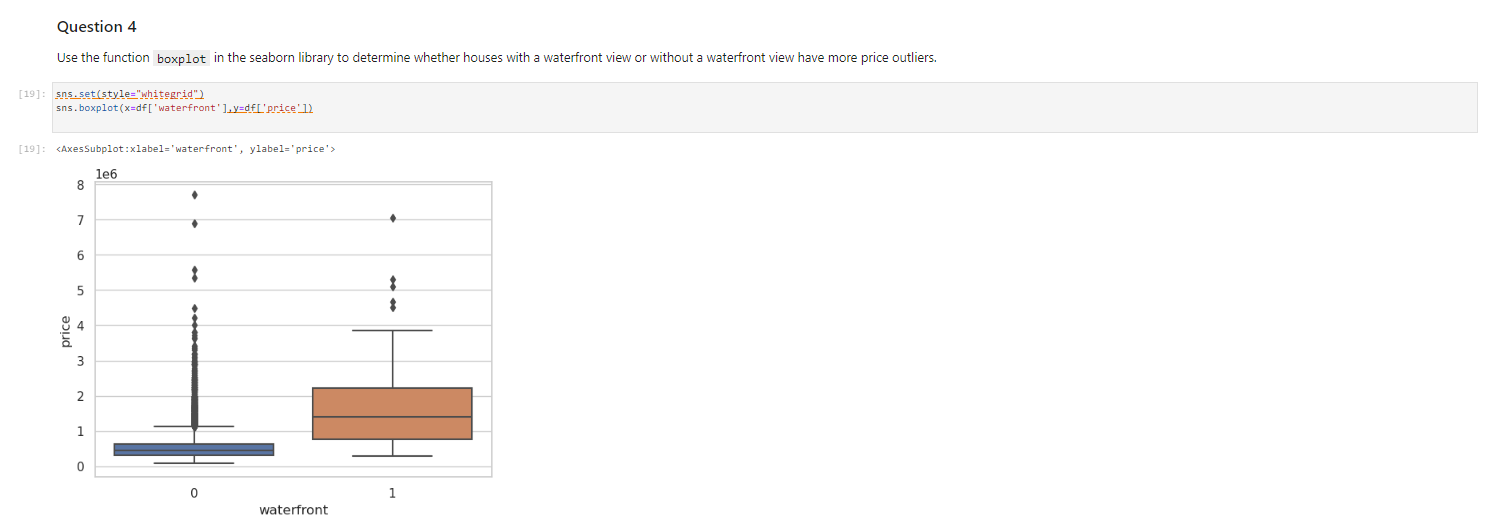 Question 4
Use the function boxplot in the seaborn library to determine whether houses with a waterfront view or without a waterfront view have more price outliers.
[19]: sns.set(style="whitegrid")
sns.boxplot(x=df['waterfront'],y=df['price'])
[19]: <AxesSubplot:xlabel='waterfront', ylabel='price'>
1e6
8
7
6
5
4
3
2
1
0
price
0 1
waterfront